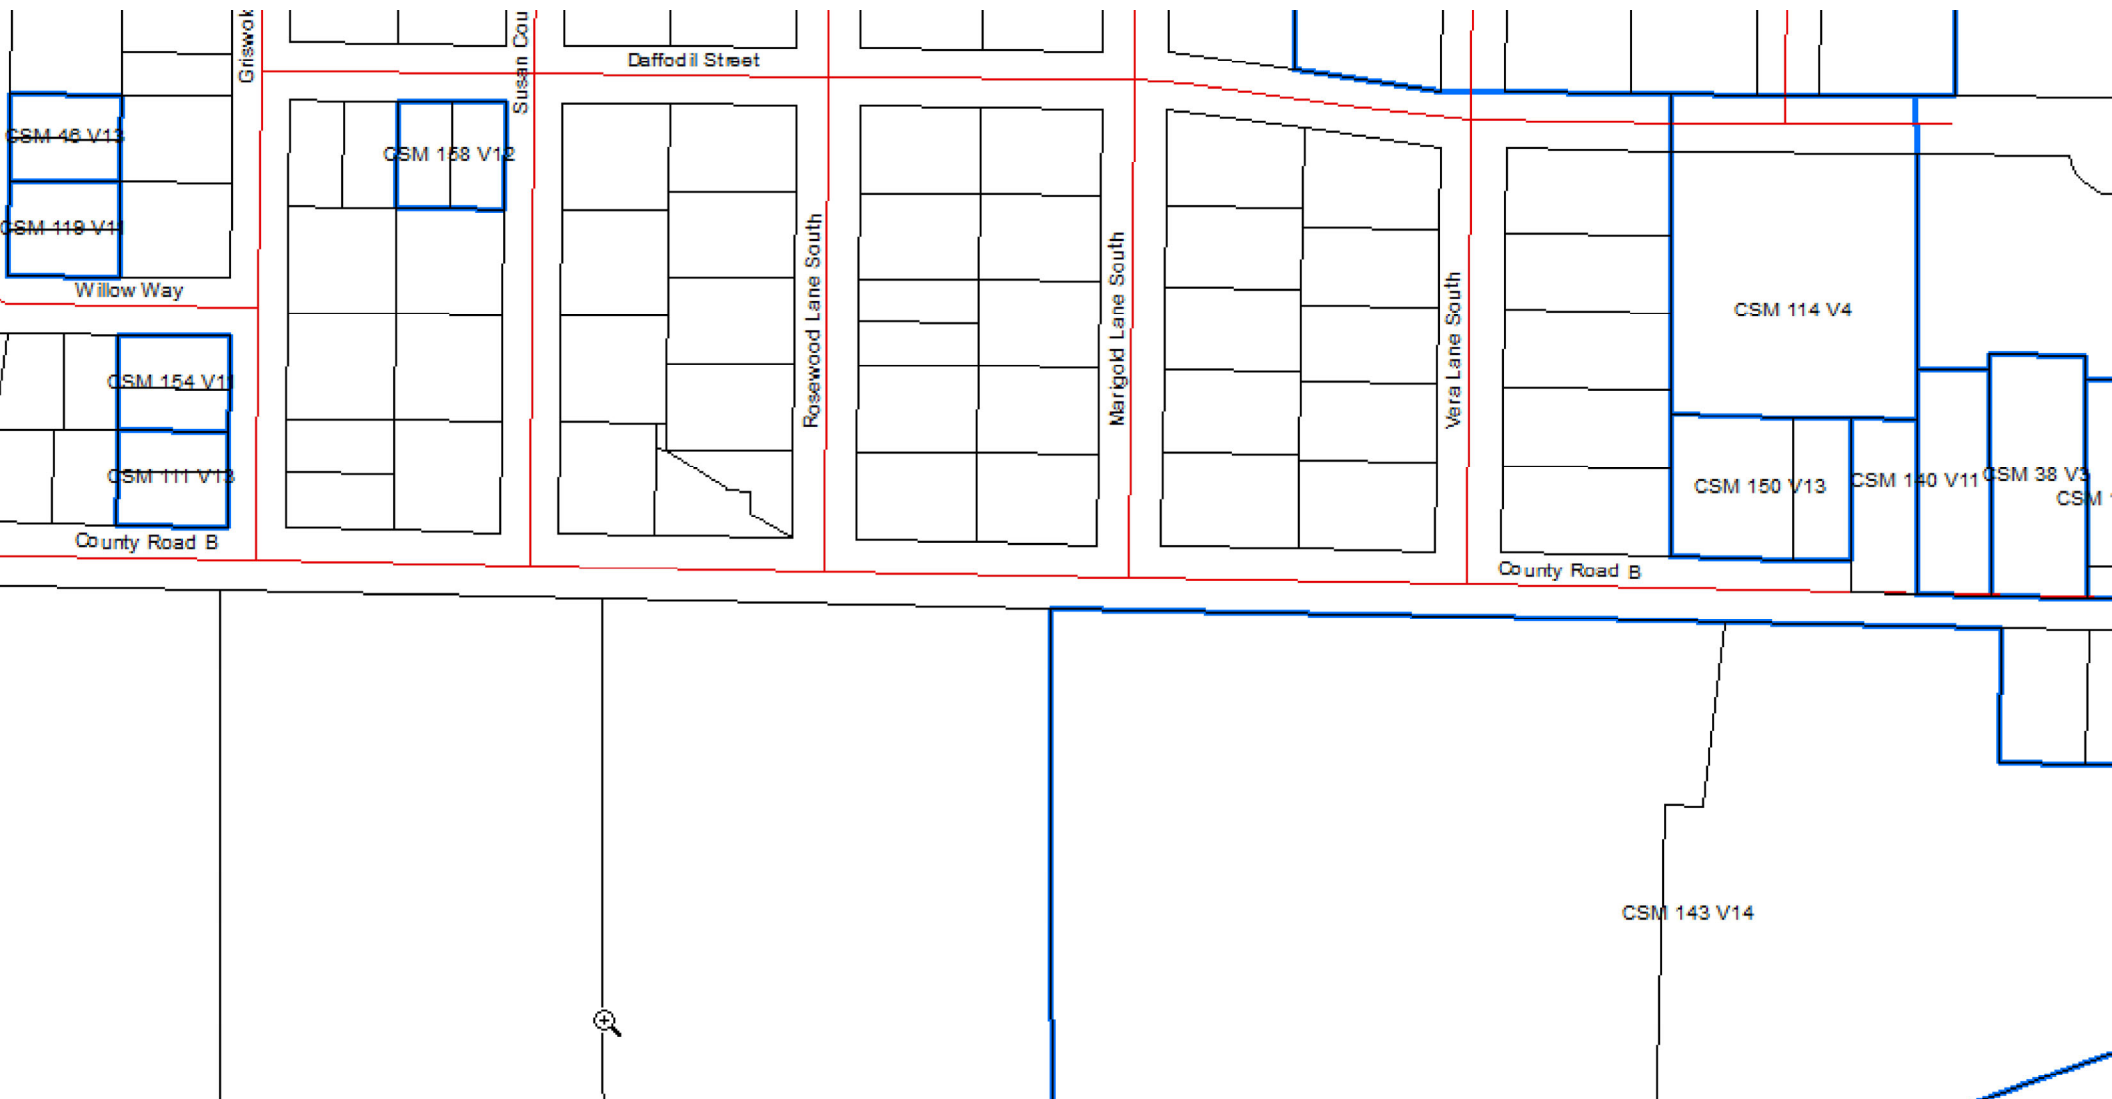 Daffodil Street
CSM 46 V13
CSM 158 V12
CSM 119 V11
Willow Way
Rosewood Lane South
Marigold Lane South
Vera Lane South
CSM 114 V4
CSM 154 V11
CSM 111 V13
CSM 150 V13
CSM 140 V11
CSM 38 V3
CSM
County Road B
County Road B
CSM 143 V14
Susan Cou
Griswok